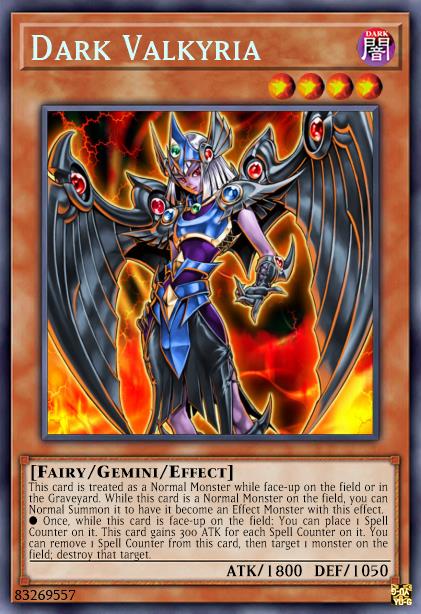 DARK VALKYRIA
DARK
闇
[FAIRY/GEMINI/EFFECT]
This card is treated as a Normal Monster while face-up on the field or in
the Graveyard. While this card is a Normal Monster on the field, you can
Normal Summon it to have it become an Effect Monster with this effect.
● Once, while this card is face-up on the field: You can place 1 Spell
Counter on it. This card gains 300 ATK for each Spell Counter on it. You
can remove 1 Spell Counter from this card, then target 1 monster on the
field; destroy that target.
ATK/1800 DEF/1050
83269557